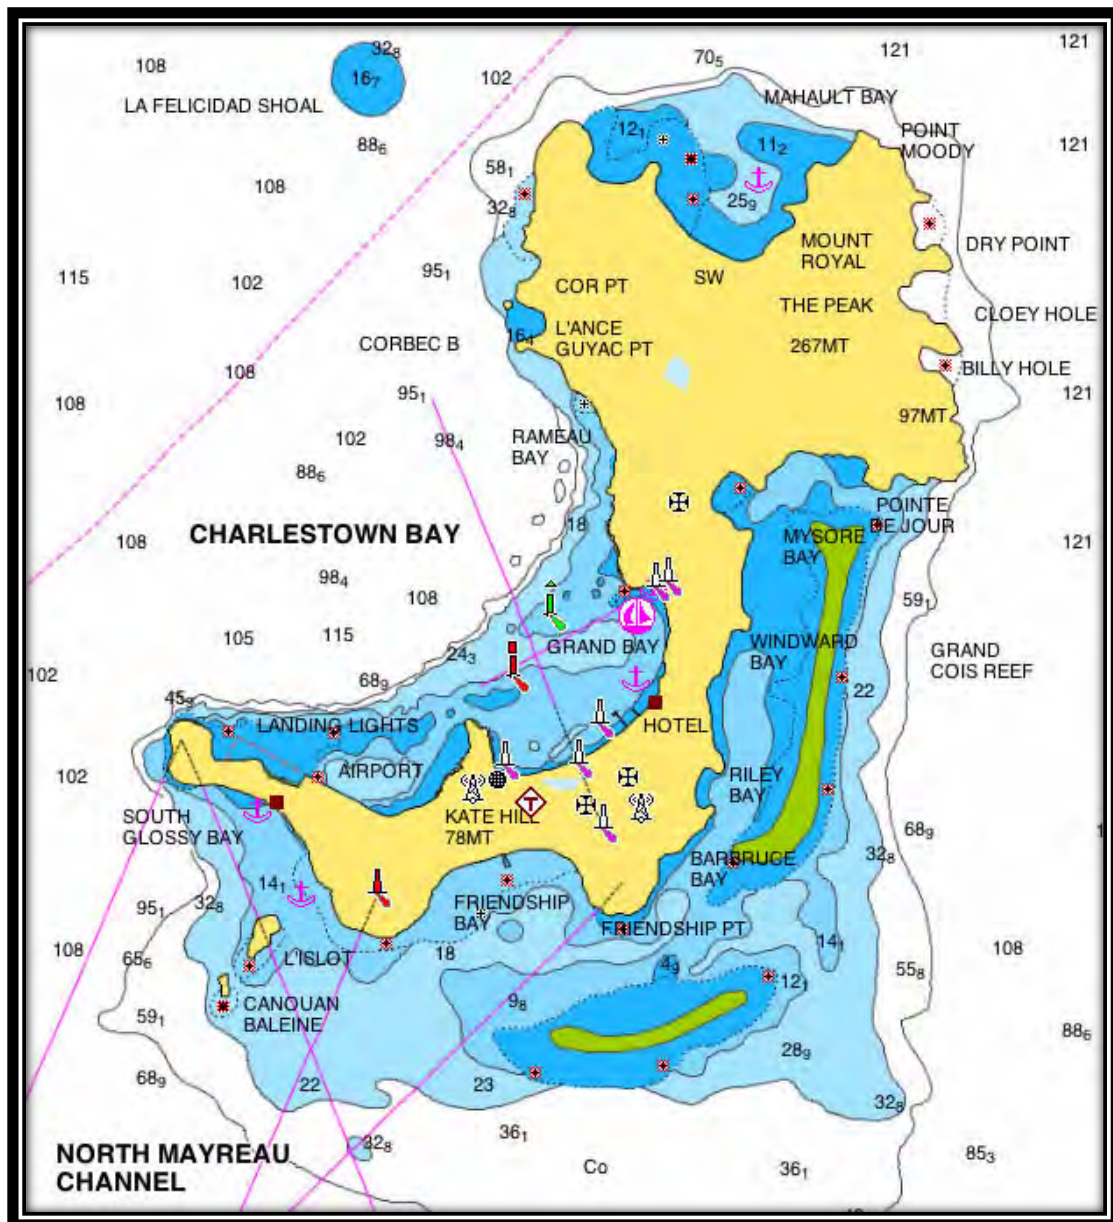 32₈
70₅
121
121
108
16₇
102
LA FELICIDAD SHOAL
MAHAULT BAY
12₁
11₂
POINT
MOODY
121
88₆
58₁
108
32₈
25₉
MOUNT
ROYAL
DRY POINT
115
102
95₁
COR PT
SW
THE PEAK
CLOEY HOLE
16₄
L'ANCE
GUYAC PT
CORBEC B
267MT
BILLY HOLE
108
108
95₁
121
97MT
102
98₄
RAMEAU
BAY
88₆
CHARLESTOWN BAY
18
POINTE
DE JOUR
MYSORE
BAY
108
121
98₄
108
59₁
105
115
GRAND BAY
WINDWARD
BAY
GRAND
COIS REEF
24₃
102
68₉
22
45₉
LANDING LIGHTS
HOTEL
AIRPORT
102
RILEY
BAY
SOUTH
GLOSSY BAY
KATE HILL
78MT
68₉
32₈
BARBRUCE
BAY
14₁
95₁
32₈
FRIENDSHIP
BAY
FRIENDSHIP PT
14₁
108
108
65₆
L'ISLOT
18
4₉
55₈
12₁
9₈
CANOUAN
BALEINE
59₁
88₆
28₉
68₉
22
23
32₈
36₁
32₈
NORTH MAYREAU
CHANNEL
Co
36₁
85₃